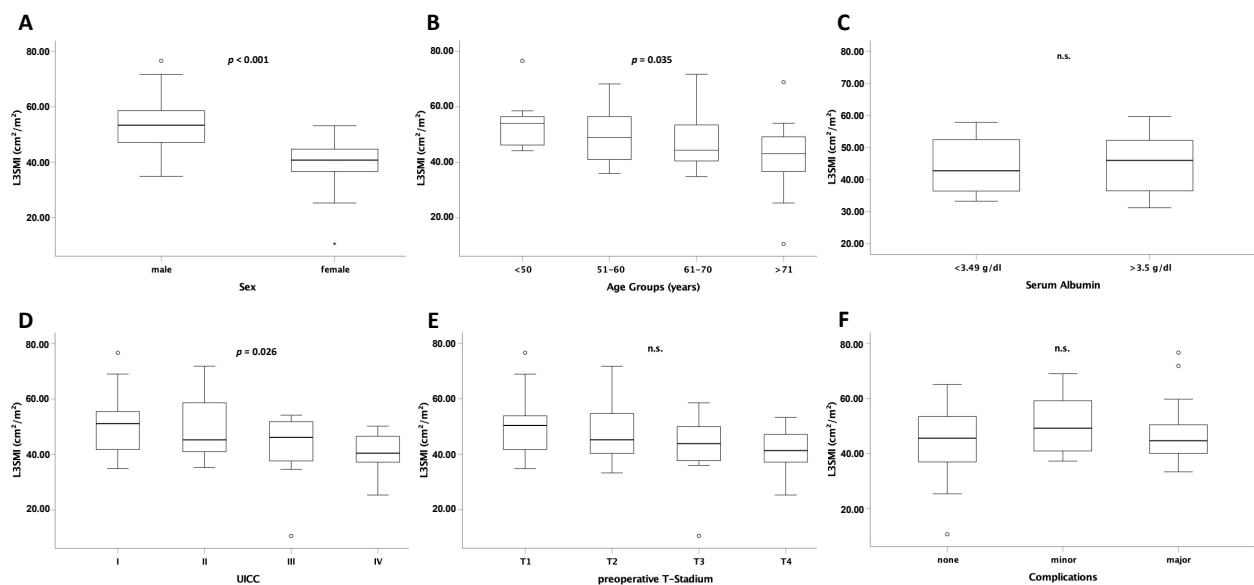 A
p < 0.001
80.00
60.00
40.00
20.00
L3SMI (cm²/m²)
male
female
*
Sex
B
p = 0.035
80.00
60.00
40.00
20.00
L3SMI (cm²/m²)
<50
51–60
61–70
>71
Age Groups (years)
C
n.s.
80.00
70.00
60.00
50.00
40.00
30.00
20.00
L3SMI (cm²/m²)
<3.49 g/dl
>3.5 g/dl
Serum Albumin
D
p = 0.026
80.00
60.00
40.00
20.00
L3SMI (cm²/m²)
I
II
III
IV
UICC
E
n.s.
80.00
60.00
40.00
20.00
L3SMI (cm²/m²)
T1
T2
T3
T4
preoperative T-Stadium
F
n.s.
80.00
60.00
40.00
20.00
L3SMI (cm²/m²)
none
minor
major
Complications